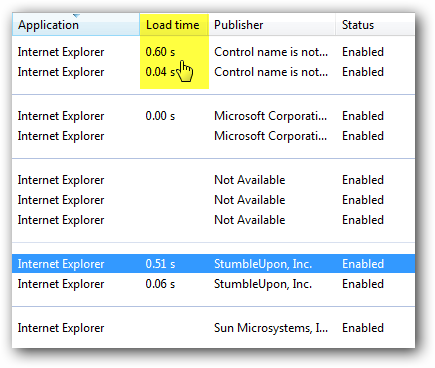 Application Load time Publisher Status
Internet Explorer 0.60 s Control name is not... Enabled
Internet Explorer 0.04 s Control name is not... Enabled
Internet Explorer 0.00 s Microsoft Corporati... Enabled
Internet Explorer Microsoft Corporati... Enabled
Internet Explorer Not Available Enabled
Internet Explorer Not Available Enabled
Internet Explorer Not Available Enabled
Internet Explorer 0.51 s StumbleUpon, Inc. Enabled
Internet Explorer 0.06 s StumbleUpon, Inc. Enabled
Internet Explorer Sun Microsystems, I... Enabled